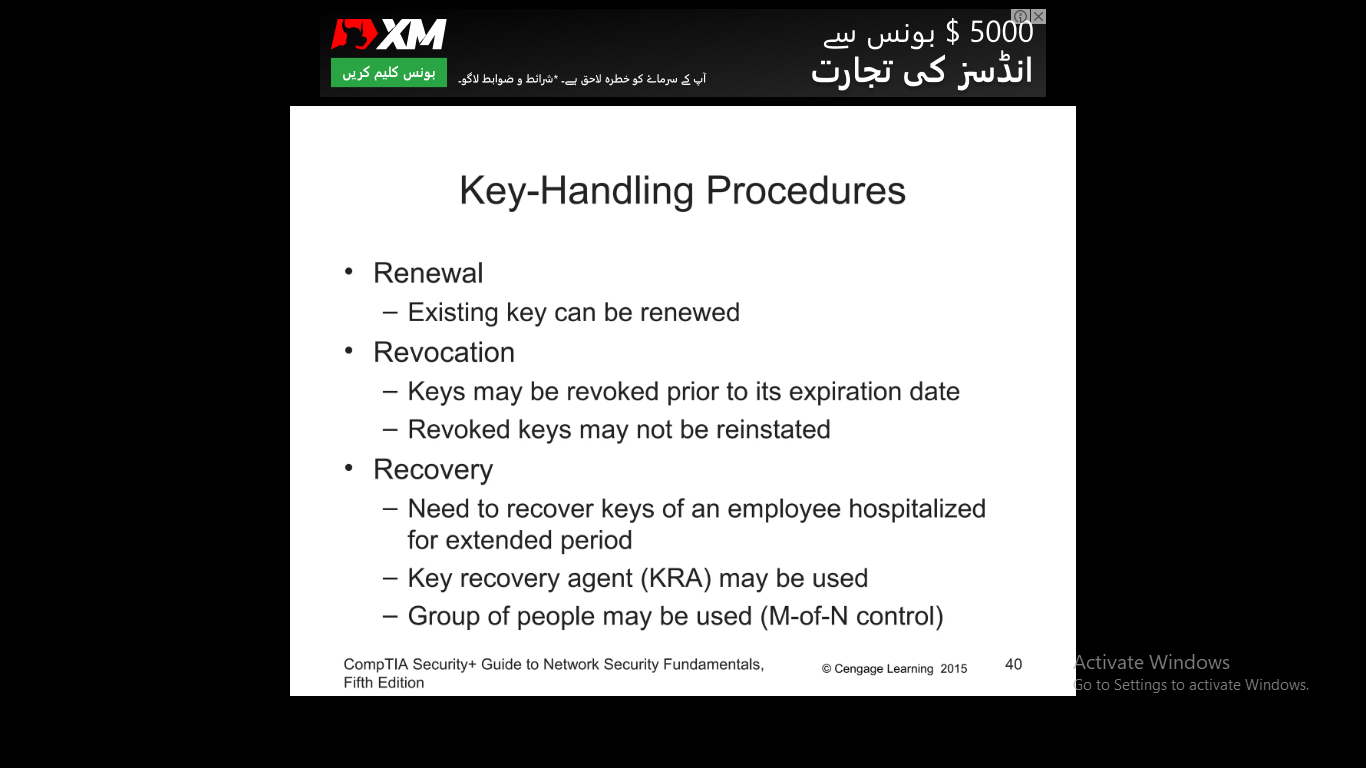 XM
5000 $ بونس سے
انڈسز کی تجارت
بونس کلیم کریں
آپ کے سرمائے کو خطرہ لاحق ہے۔ *شرائط و ضوابط لاگو۔
Key-Handling Procedures
• Renewal
– Existing key can be renewed
• Revocation
– Keys may be revoked prior to its expiration date
– Revoked keys may not be reinstated
• Recovery
– Need to recover keys of an employee hospitalized
for extended period
– Key recovery agent (KRA) may be used
– Group of people may be used (M-of-N control)
CompTIA Security+ Guide to Network Security Fundamentals,
Fifth Edition
© Cengage Learning 2015
40
Activate Windows
Go to Settings to activate Windows.